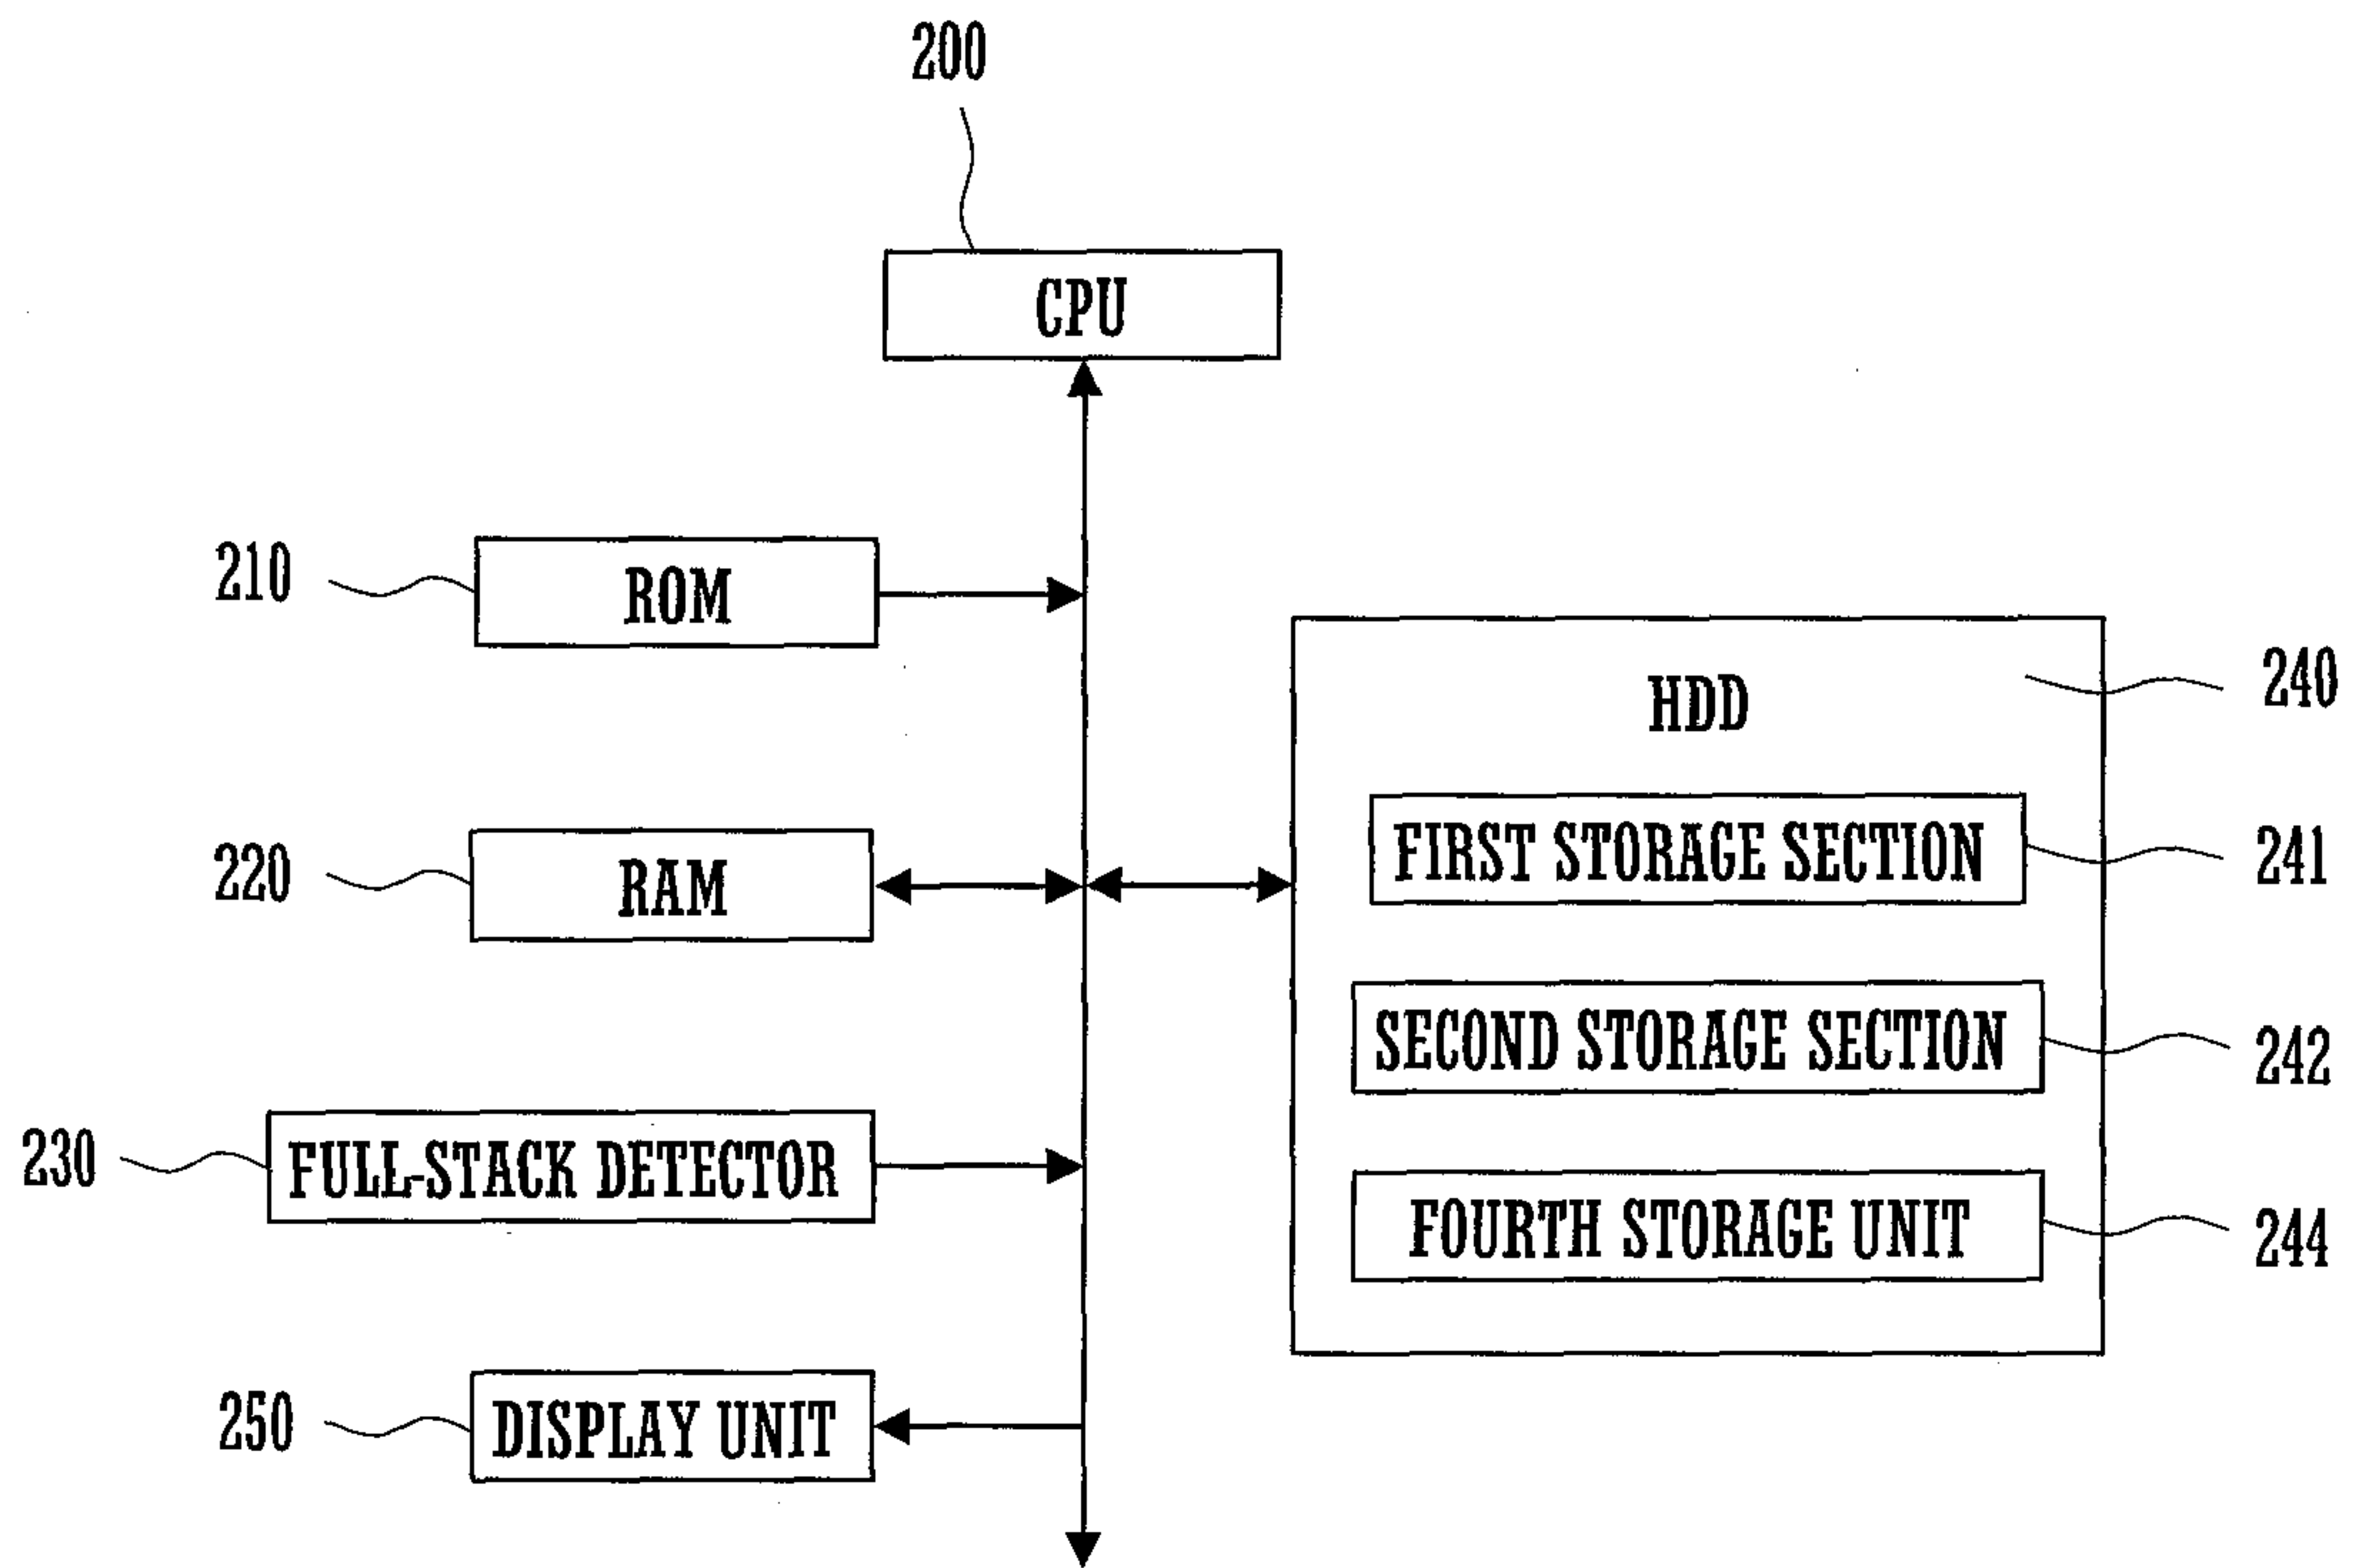 200
CPU
210
ROM
HDD
240
220
RAM
FIRST STORAGE SECTION
241
SECOND STORAGE SECTION
242
230
FULL-STACK DETECTOR
FOURTH STORAGE UNIT
244
250
DISPLAY UNIT